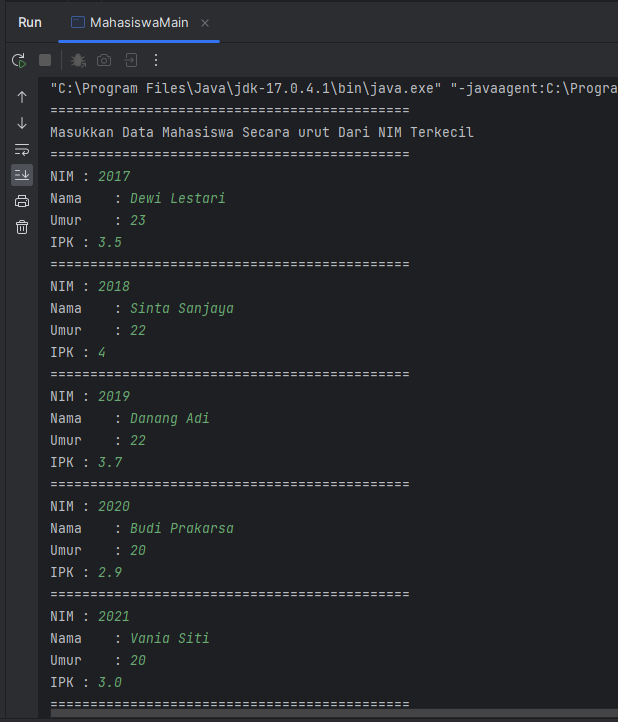 Run MahasiswaMain
"C:\Program Files\Java\jdk-17.0.4.1\bin\java.exe" "-javaagent:C:\Progra
=============================================
Masukkan Data Mahasiswa Secara urut Dari NIM Terkecil
=============================================
NIM : 2017
Nama    : Dewi Lestari
Umur    : 23
IPK : 3.5
=============================================
NIM : 2018
Nama    : Sinta Sanjaya
Umur    : 22
IPK : 4
=============================================
NIM : 2019
Nama    : Danang Adi
Umur    : 22
IPK : 3.7
=============================================
NIM : 2020
Nama    : Budi Prakarsa
Umur    : 20
IPK : 2.9
=============================================
NIM : 2021
Nama    : Vania Siti
Umur    : 20
IPK : 3.0
=============================================